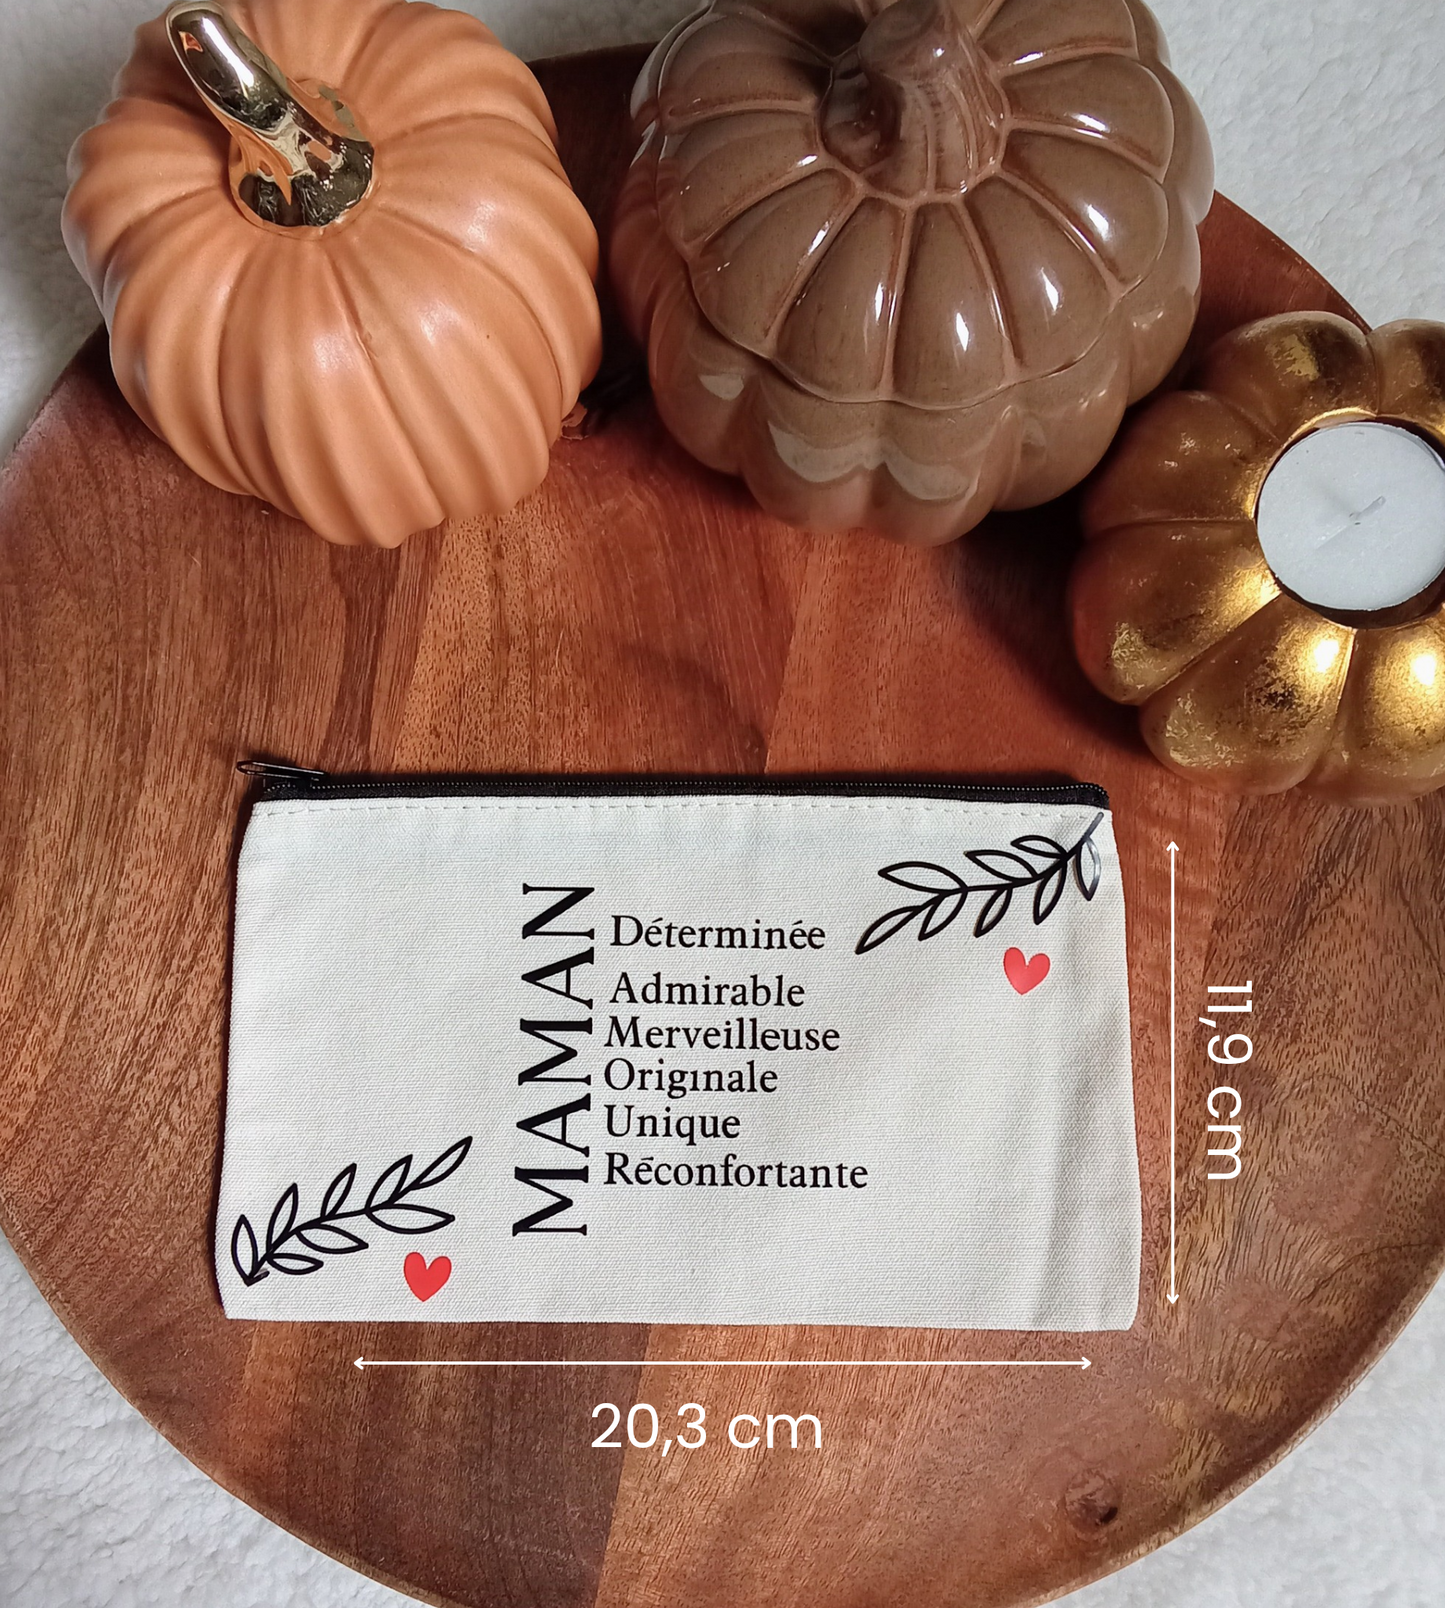 MAMAN
Déterminée
Admirable
Merveilleuse
Originale
Unique
Réconfortante
11,9 cm
20,3 cm